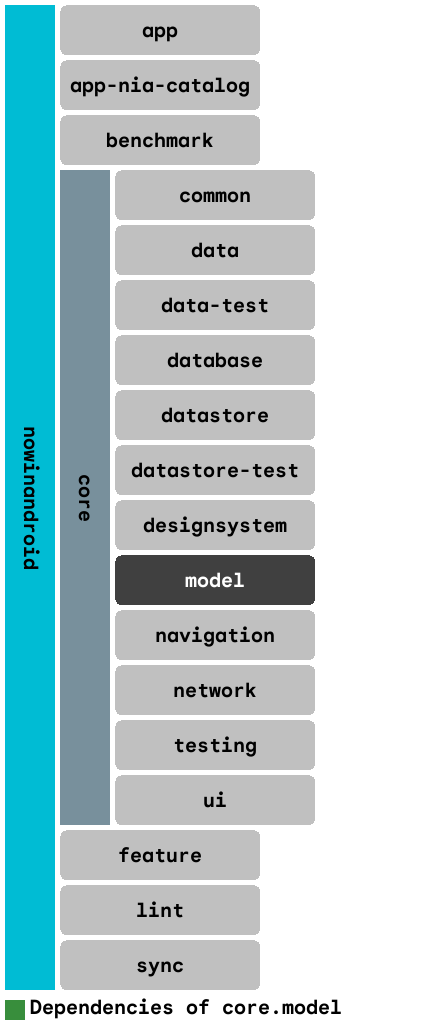 nowinandroid
app
app-nia-catalog
benchmark
core
common
data
data-test
database
datastore
datastore-test
designsystem
model
navigation
network
testing
ui
feature
lint
sync
Dependencies of core.model